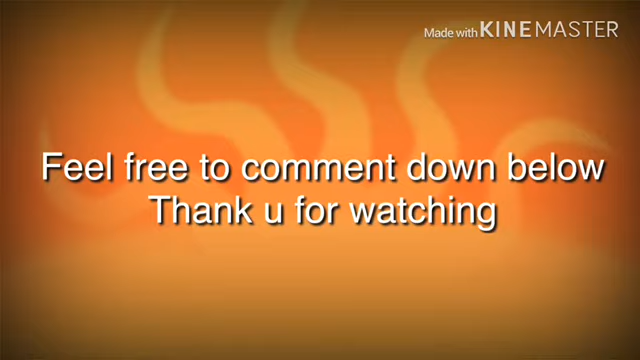 Made with KINEMASTER
Feel free to comment down below
Thank u for watching